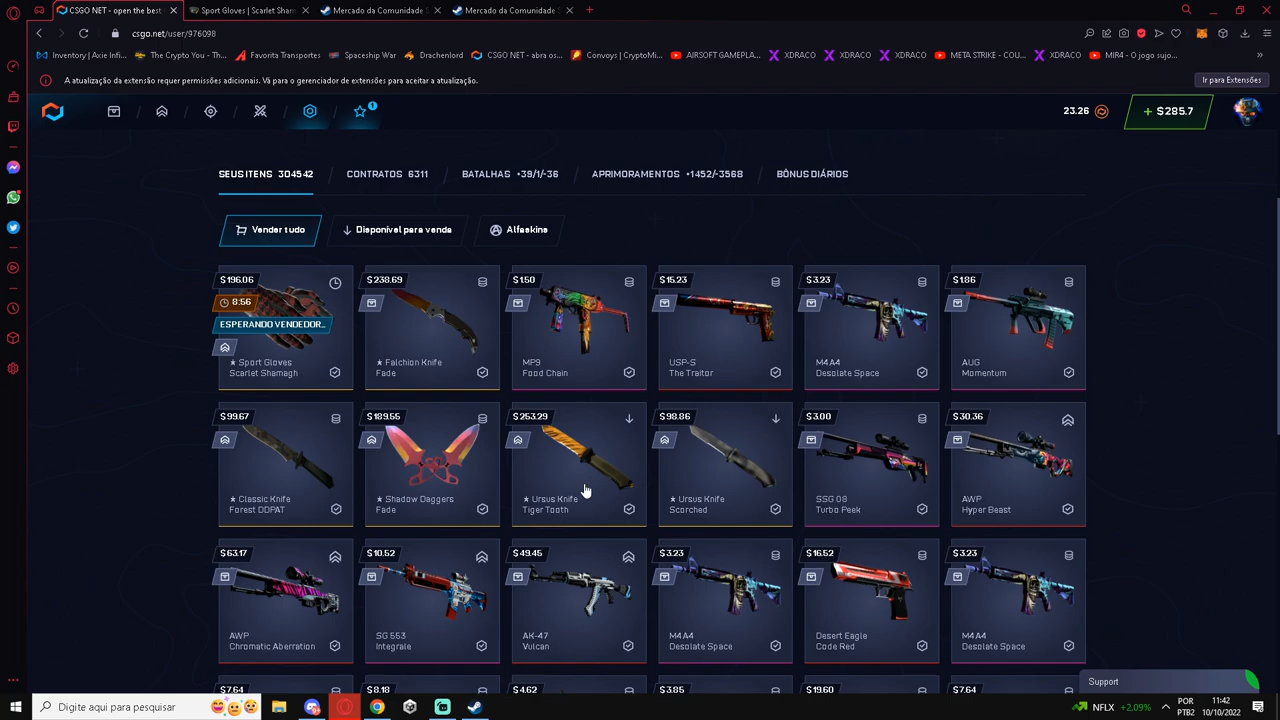 CSGO NET - open the best
Sport Gloves | Scarlet Sham
Mercado da Comunidade
Mercado da Comunidade S
csgo.net/user/976098
Inventory | Axie Infi...
The Crypto You - Th...
Favorita Transportes
Spaceship War
Drachenlord
CSGO NET - abra os...
Convoys | CryptoMi...
AIRSOFT GAMEPLA...
XDRACO
XDRACO
XDRACO
META STRIKE - COU...
XDRACO
MIR4 - O jogo sujo...
A atualização da extensão requer permissões adicionais. Vá para o gerenciador de extensões para aceitar a atualização.
Ir para Extensões
1
23.26
+ $285.7
SEUS ITENS 304542
CONTRATOS 6311
BATALHAS +39/1/-36
APRIMORAMENTOS +1452/-3568
BÔNUS DIÁRIOS
Vender tudo
Disponível para venda
Alfaskins
$196.06
8:56
ESPERANDO VENDEDOR...
★ Sport Gloves
Scarlet Shamagh
$238.69
★ Falchion Knife
Fade
$1.50
MP9
Food Chain
$15.23
USP-S
The Traitor
$3.23
M4A4
Desolate Space
$1.86
AUG
Momentum
$99.67
★ Classic Knife
Forest DDPAT
$189.55
★ Shadow Daggers
Fade
$253.29
★ Ursus Knife
Tiger Tooth
$98.86
★ Ursus Knife
Scorched
$3.00
SSG 08
Turbo Peek
$30.36
AWP
Hyper Beast
$63.17
AWP
Chromatic Aberration
$10.52
SG 553
Integrale
$49.45
AK-47
Vulcan
$3.23
M4A4
Desolate Space
$16.52
Desert Eagle
Code Red
$3.23
M4A4
Desolate Space
$7.64
$8.18
$4.62
$3.85
$19.60
$7.64
Support
Digite aqui para pesquisar
NFLX +2,09%
POR
PTB2
11:42
10/10/2022